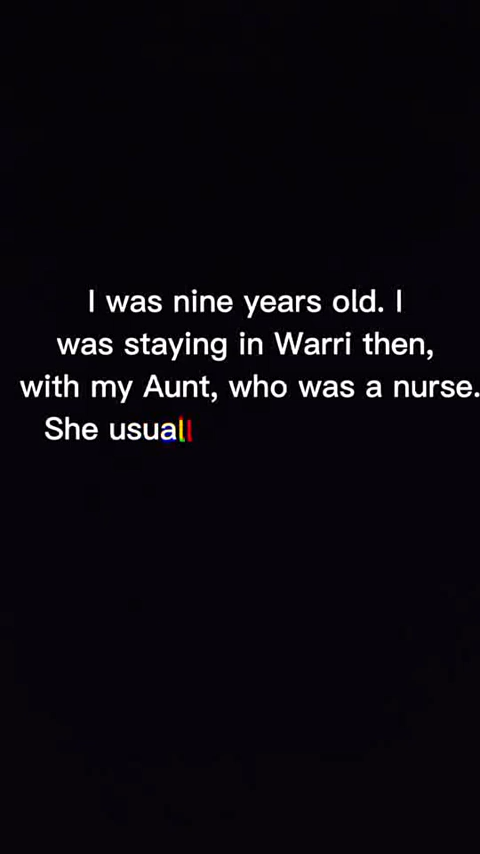 I was nine years old. I
was staying in Warri then,
with my Aunt, who was a nurse.
She usuall